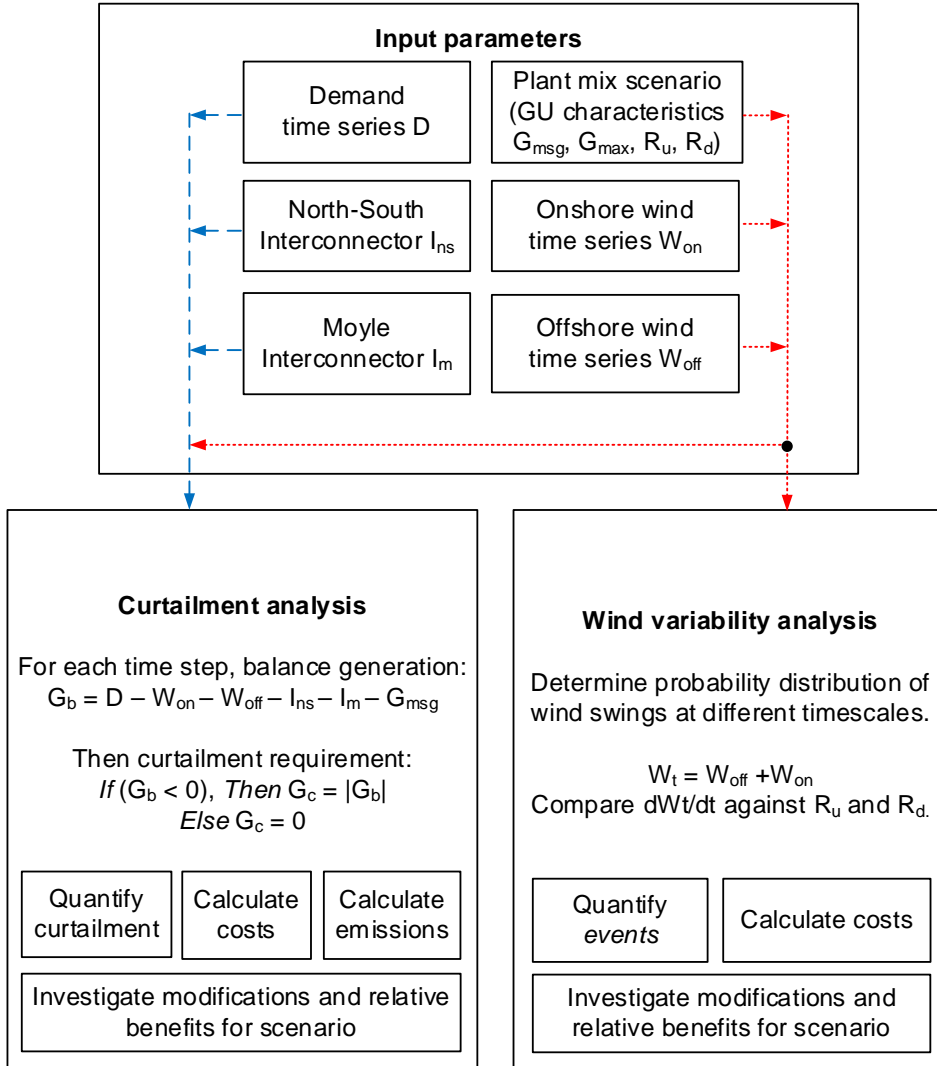 Input parameters
Demand
time series D
Plant mix scenario
(GU characteristics
Gmsg, Gmax, Ru, Rd)
North-South
Interconnector Ins
Onshore wind
time series Won
Moyle
Interconnector Im
Offshore wind
time series Woff
Curtailment analysis
For each time step, balance generation:
Gb = D – Won – Woff – Ins – Im – Gmsg
Then curtailment requirement:
If (Gb < 0), Then Gc = |Gb|
Else Gc = 0
Quantify
curtailment
Calculate
costs
Calculate
emissions
Investigate modifications and relative
benefits for scenario
Wind variability analysis
Determine probability distribution of
wind swings at different timescales.
Wt = Woff +Won
Compare dWt/dt against Ru and Rd.
Quantify
events
Calculate costs
Investigate modifications and
relative benefits for scenario